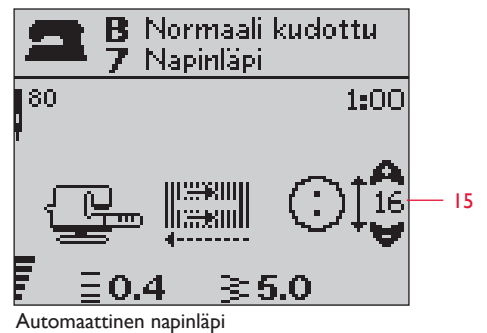 B Normaali kudottu
7 Napinläpi
80 1:00
16 15
0.4 5.0
Automaattinen napinläpi